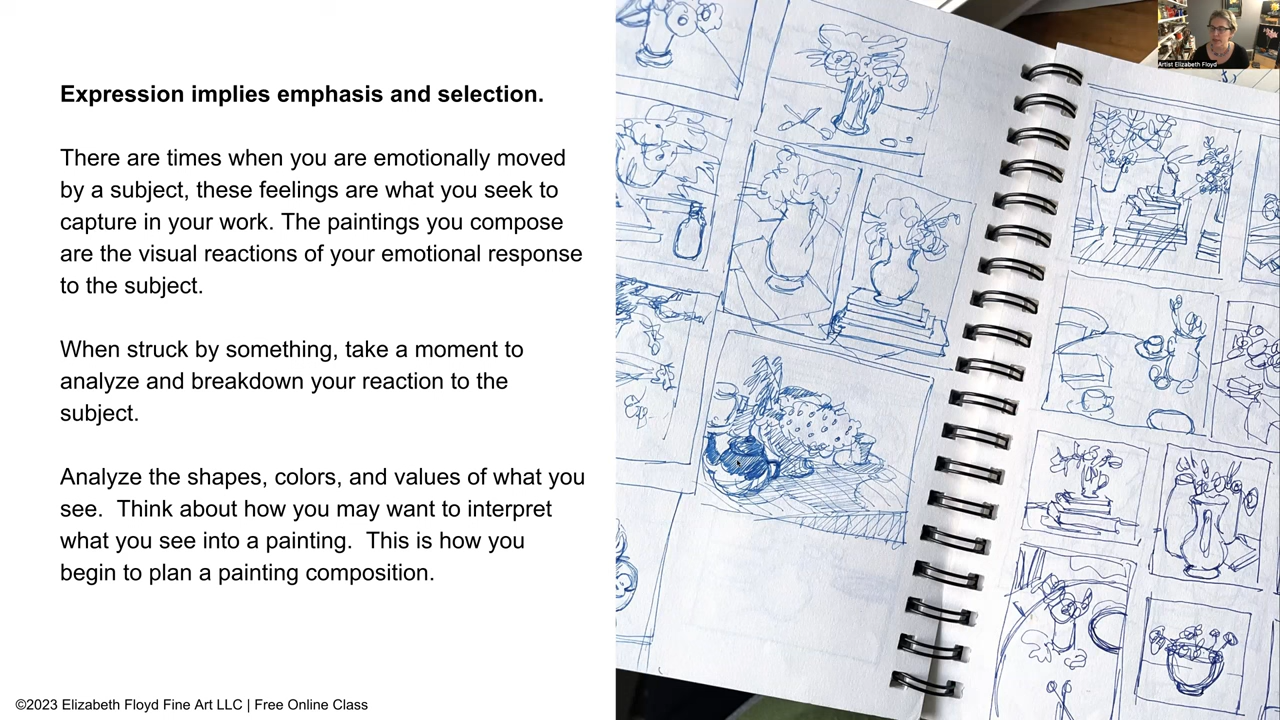 Expression implies emphasis and selection.
There are times when you are emotionally moved
by a subject, these feelings are what you seek to
capture in your work. The paintings you compose
are the visual reactions of your emotional response
to the subject.
When struck by something, take a moment to
analyze and breakdown your reaction to the
subject.
Analyze the shapes, colors, and values of what you
see.  Think about how you may want to interpret
what you see into a painting.  This is how you
begin to plan a painting composition.
©2023 Elizabeth Floyd Fine Art LLC | Free Online Class
Artist Elizabeth Floyd